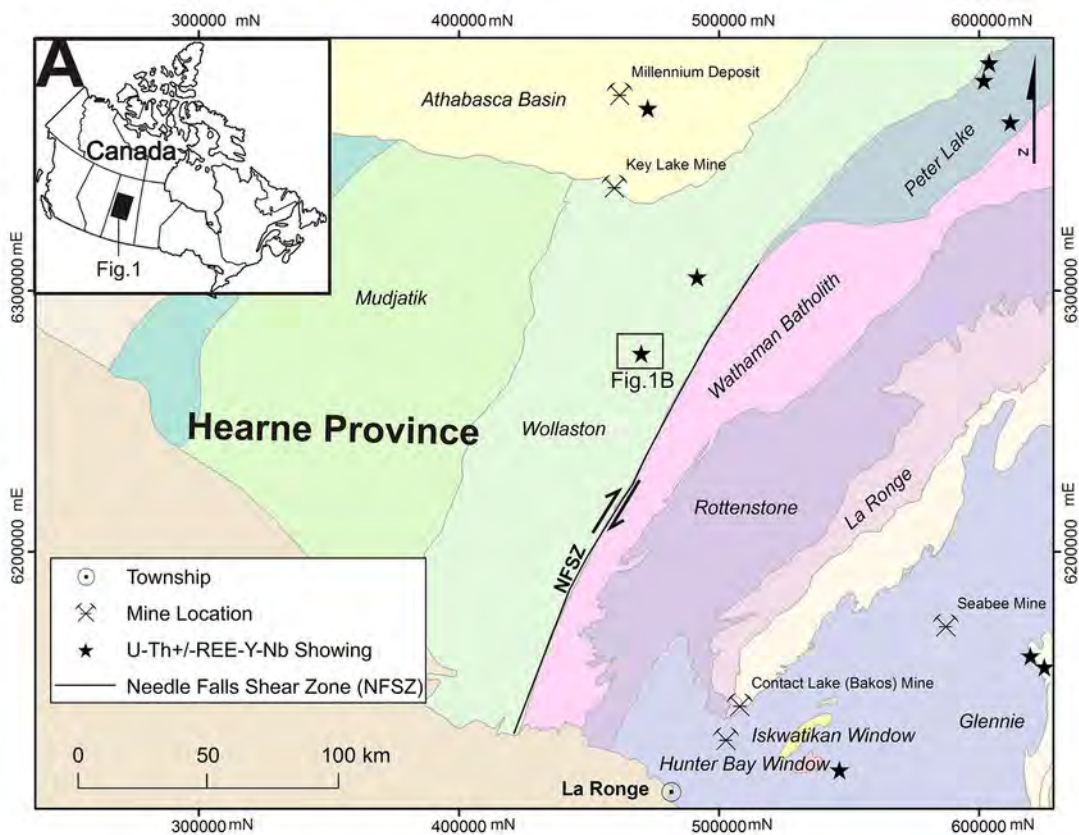 300000 mN
400000 mN
500000 mN
600000 mN
A
Canada
Fig.1
Athabasca Basin
Millennium Deposit
Key Lake Mine
Peter Lake
N
6300000 mE
6300000 mE
Mudjatik
Wathaman Batholith
Fig.1B
Hearne Province
Wollaston
Rottenstone
La Ronge
NFSZ
6200000 mE
6200000 mE
Township
Mine Location
U-Th+/-REE-Y-Nb Showing
Needle Falls Shear Zone (NFSZ)
0 50 100 km
Seabee Mine
Contact Lake (Bakos) Mine
Iskwatikan Window
Glennie
Hunter Bay Window
La Ronge
300000 mN
400000 mN
500000 mN
600000 mN